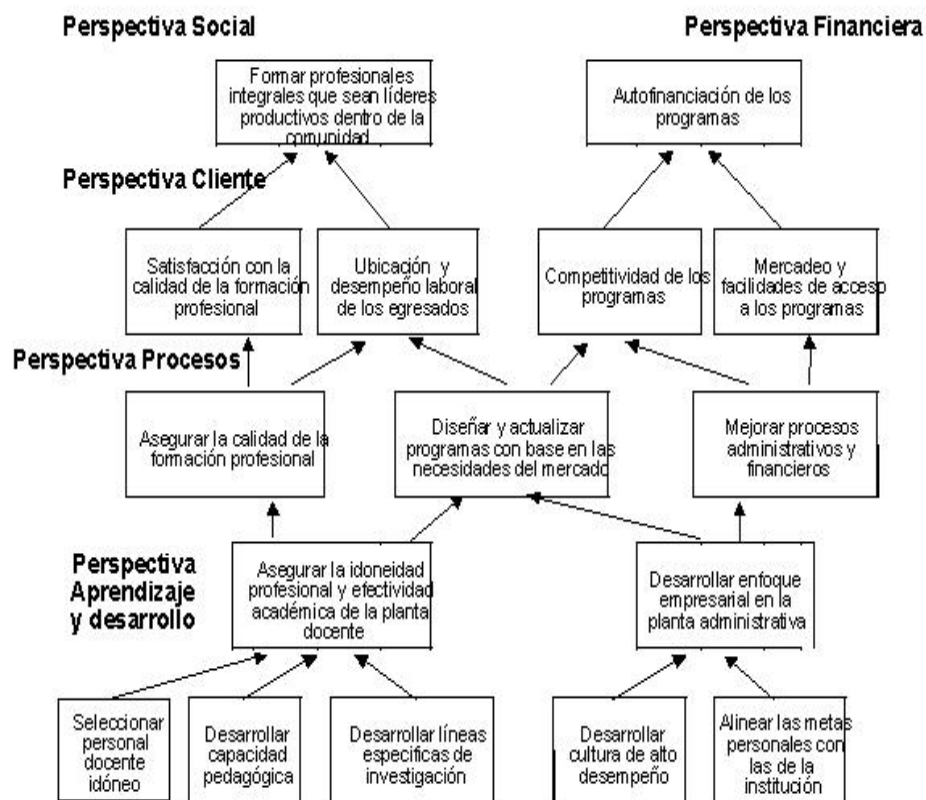 Perspectiva Social
Perspectiva Financiera
Formar profesionales
integrales que sean líderes
productivos dentro de la
comunidad
Autofinanciación de los
programas
Perspectiva Cliente
Satisfacción con la
calidad de la formación
profesional
Ubicación y
desempeño laboral
de los egresados
Competitividad de los
programas
Mercadeo y
facilidades de acceso
a los programas
Perspectiva Procesos
Asegurar la calidad de la
formación profesional
Diseñar y actualizar
programas con base en las
necesidades del mercado
Mejorar procesos
administrativos y
financieros
Perspectiva
Aprendizaje
y desarrollo
Asegurar la idoneidad
profesional y efectividad
académica de la planta
docente
Desarrollar enfoque
empresarial en la
planta administrativa
Seleccionar
personal
docente
idóneo
Desarrollar
capacidad
pedagógica
Desarrollar líneas
especificas de
investigación
Desarrollar
cultura de alto
desempeño
Alinear las metas
personales con
las de la
institución